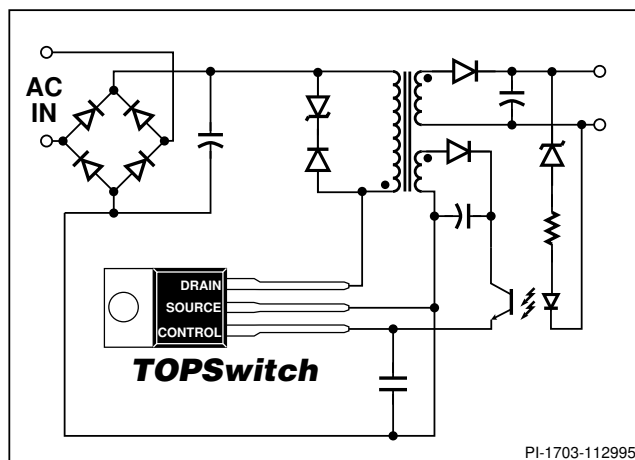 AC
IN
DRAIN
SOURCE
CONTROL
TOPSwitch
PI-1703-112995